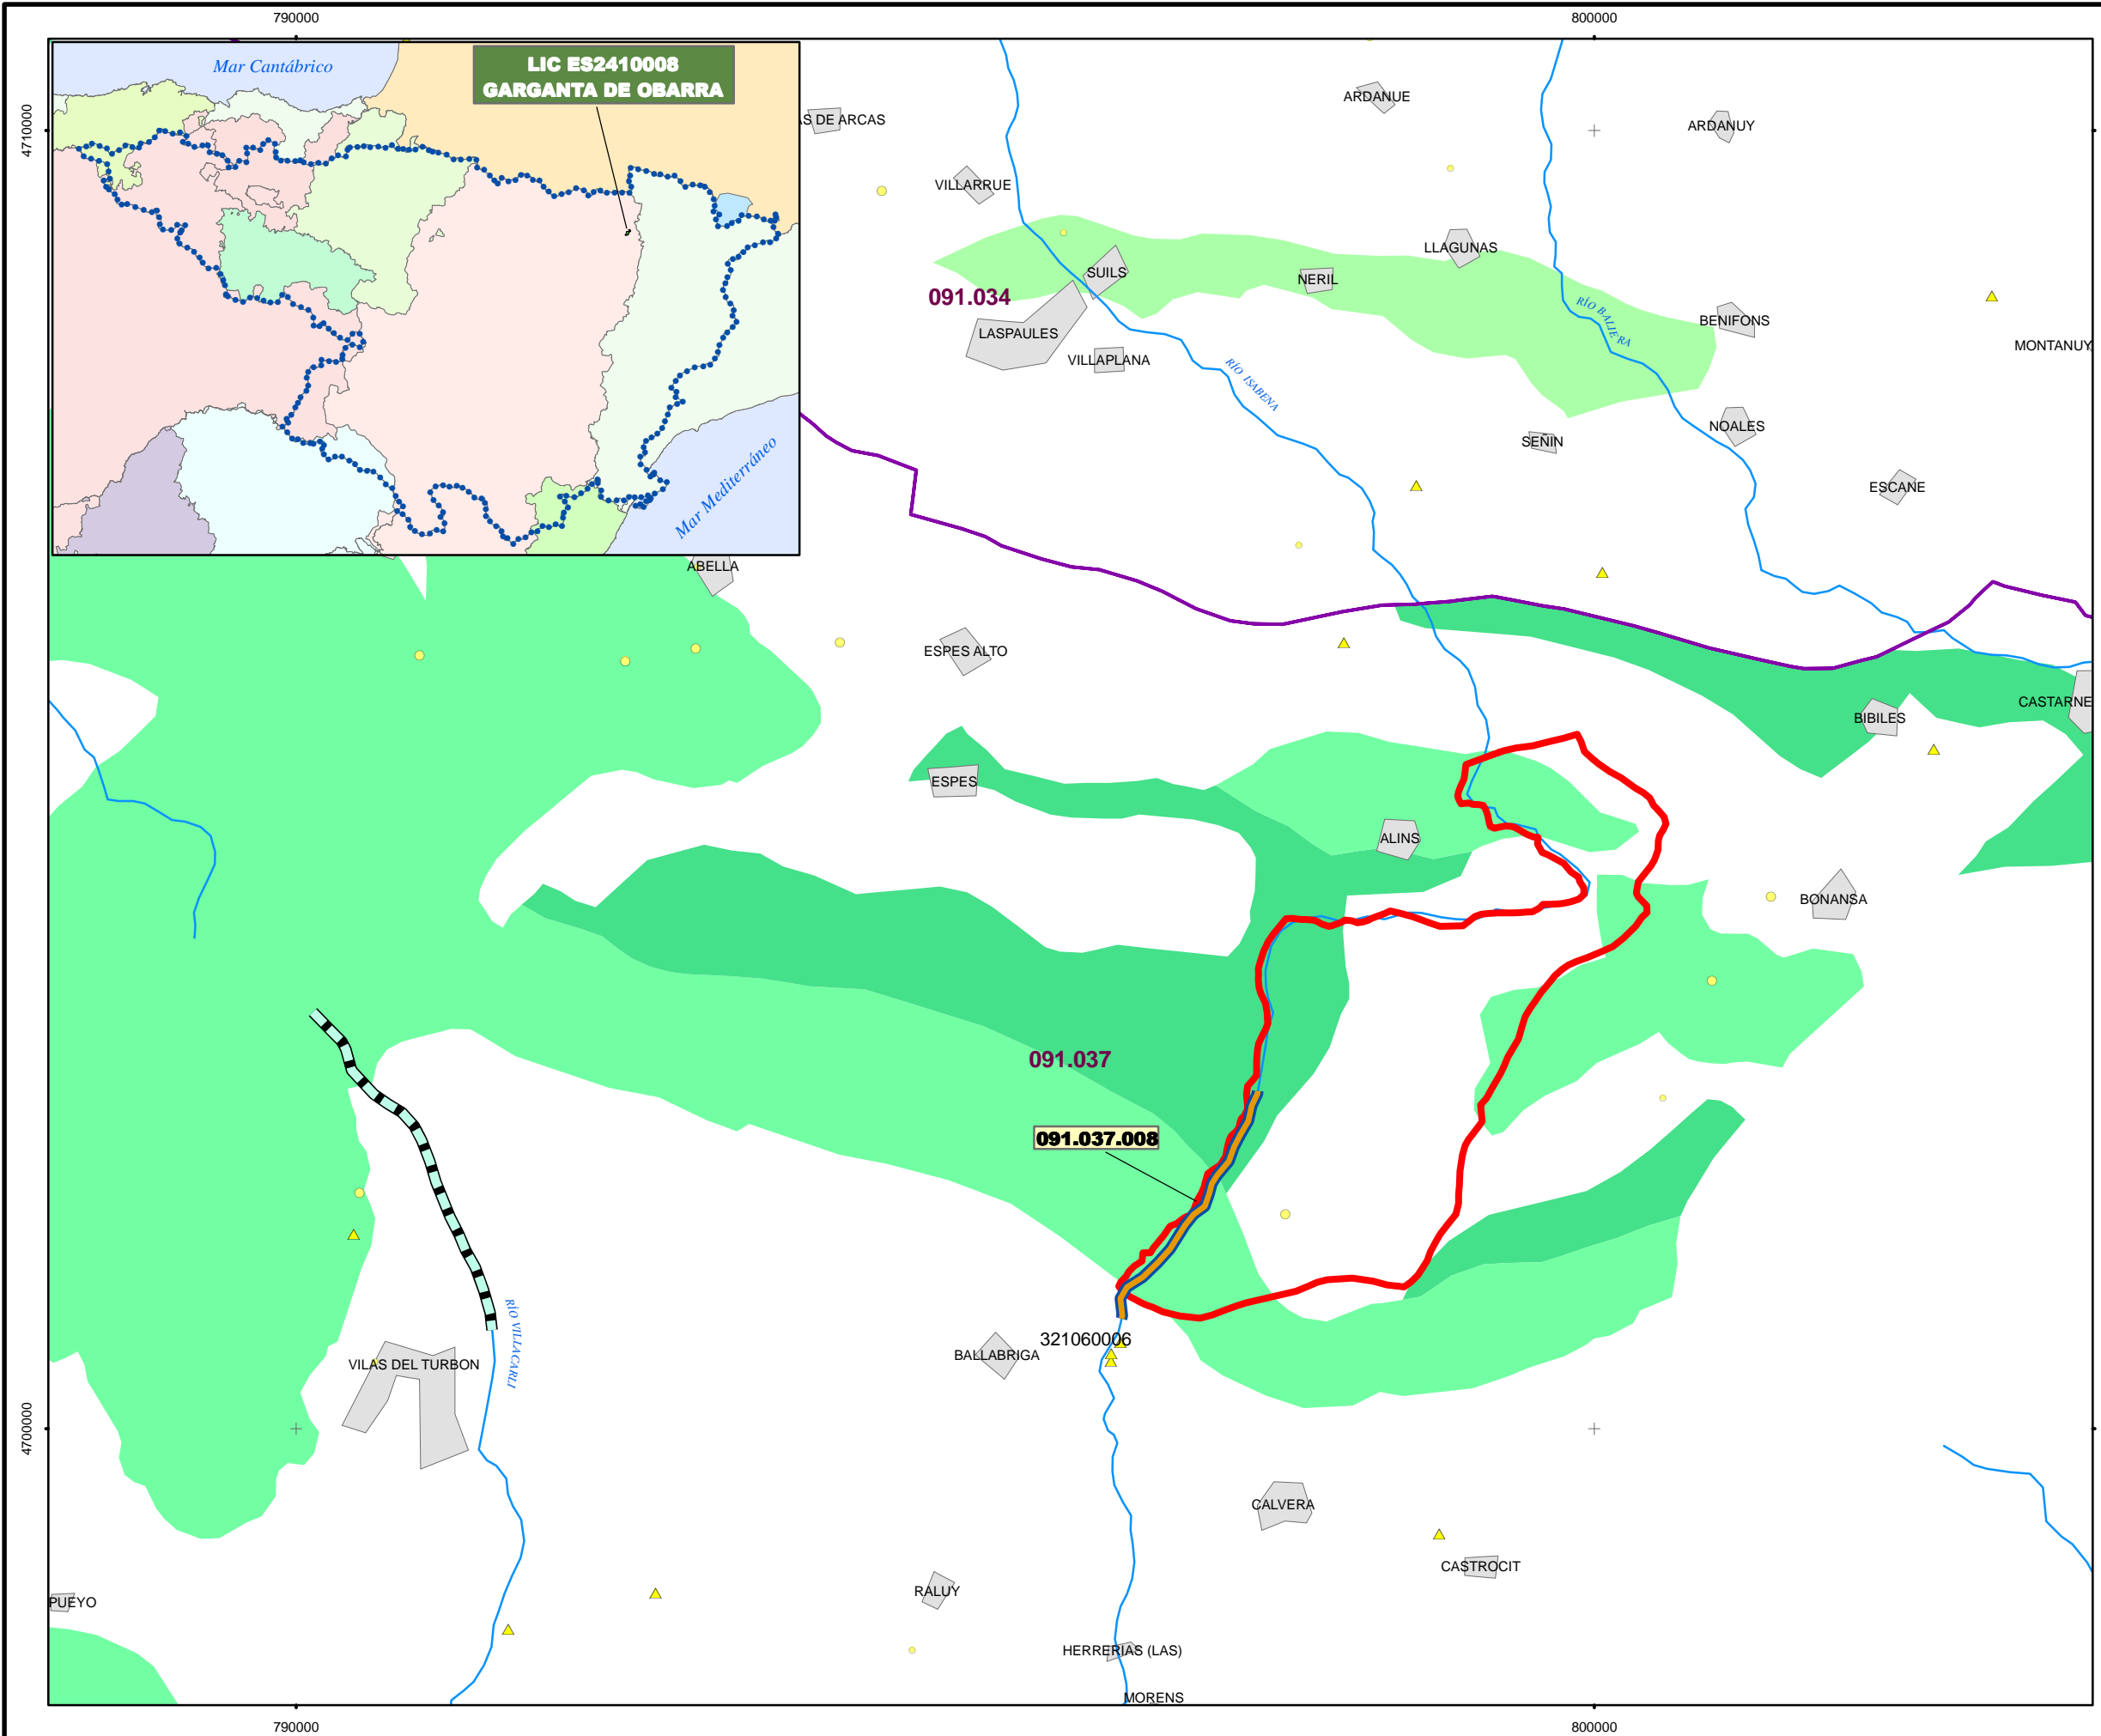 790000
800000
Mar Cantábrico
LIC ES2410008
GARGANTA DE OBARRA
ARDANUE
4710000
AS DE ARCAS
ARDANUY
VILLARRUE
LLAGUNAS
SUILS
NERIL
091.034
RÍO BALIERA
BENIFONS
LASPAULES
MONTANUY
VILLAPLANA
RÍO ISABENA
NOALES
SEÑIN
Mar Mediterráneo
ESCANE
ABELLA
ESPES ALTO
CASTARNE
BIBILES
ESPES
ALINS
BONANSA
091.037
091.037.008
RÍO VILLACARLI
321060006
BALLABRIGA
VILAS DEL TURBON
4700000
CALVERA
CASTROCIT
RALUY
PUEYO
HERRERIAS (LAS)
MORENS
790000
800000